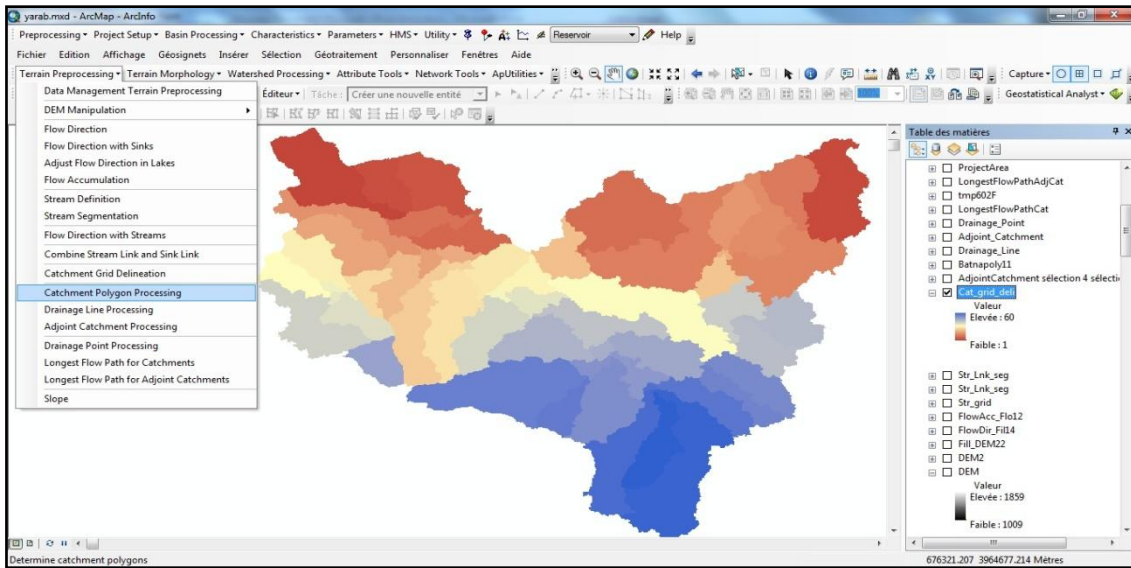 yarab.mxd - ArcMap - ArcInfo
Preprocessing Project Setup Basin Processing Characteristics Parameters HMS Utility Reservoir Help
Fichier Edition Affichage Géosignets Insérer Sélection Géotraitement Personnaliser Fenêtres Aide
Terrain Preprocessing Terrain Morphology Watershed Processing Attribute Tools Network Tools ApUtilities Capture
Data Management Terrain Preprocessing
Éditeur Tâche : Créer une nouvelle entité 100% Geostatistical Analyst
DEM Manipulation
Flow Direction
Flow Direction with Sinks
Adjust Flow Direction in Lakes
Flow Accumulation
Stream Definition
Stream Segmentation
Flow Direction with Streams
Combine Stream Link and Sink Link
Catchment Grid Delineation
Catchment Polygon Processing
Drainage Line Processing
Adjoint Catchment Processing
Drainage Point Processing
Longest Flow Path for Catchments
Longest Flow Path for Adjoint Catchments
Slope
Table des matières
ProjectArea
LongestFlowPathAdjCat
tmp602F
LongestFlowPathCat
Drainage_Point
Adjoint_Catchment
Drainage_Line
Batnapoly11
AdjointCatchment sélection 4 sélecti
Cat_grid_deli
Valeur
Elevée : 60
Faible : 1
Str_Lnk_seg
Str_Lnk_seg
Str_grid
FlowAcc_Flo12
FlowDir_Fil14
Fill_DEM22
DEM2
DEM
Valeur
Elevée : 1859
Faible : 1009
Determine catchment polygons
676321.207 3964677.214 Mètres